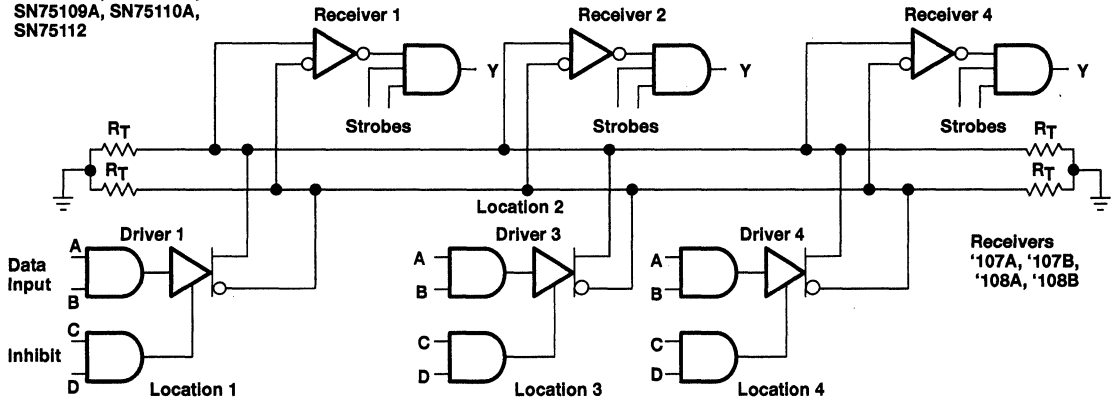 SN75109A, SN75110A,
SN75112
Receiver 1
Receiver 2
Receiver 4
Y
Y
Y
Strobes
Strobes
Strobes
RT
RT
RT
RT
Location 2
Driver 1
Driver 3
Driver 4
Data
Input
A
B
A
B
A
B
Receivers
‘107A, ‘107B,
‘108A, ‘108B
Inhibit
C
D
C
D
C
D
Location 1
Location 3
Location 4